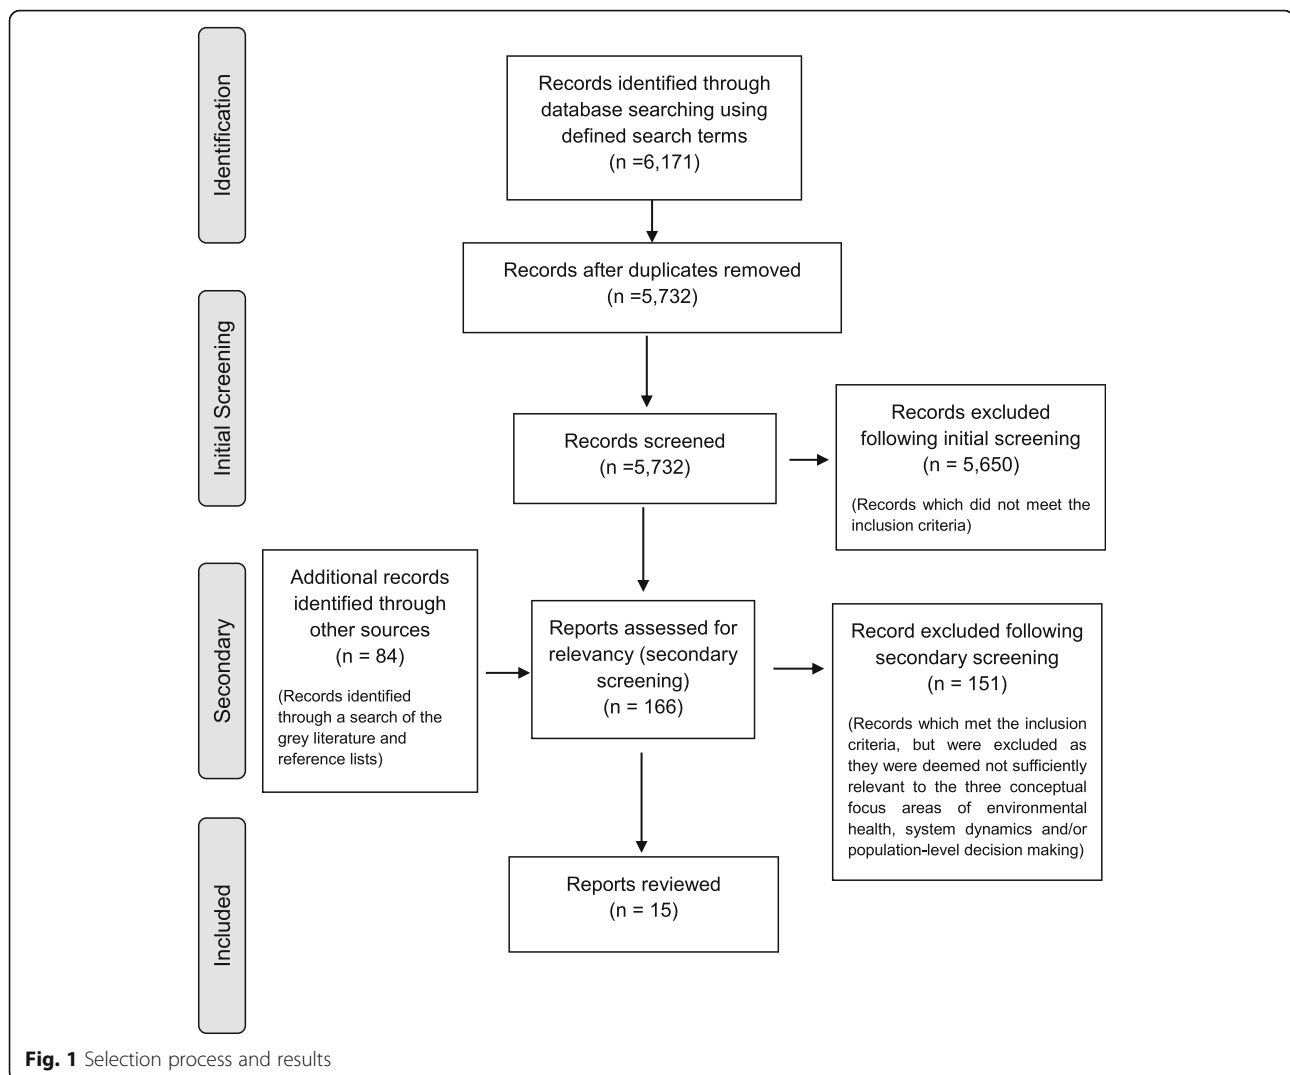 Identification
Records identified through
database searching using
defined search terms
(n =6,171)
Records after duplicates removed
(n =5,732)
Initial Screening
Records screened
(n =5,732)
Records excluded
following initial screening
(n = 5,650)
(Records which did not meet the
inclusion criteria)
Secondary
Additional records
identified through
other sources
(n = 84)
(Records identified
through a search of the
grey literature and
reference lists)
Reports assessed for
relevancy (secondary
screening)
(n = 166)
Record excluded following
secondary screening
(n = 151)
(Records which met the inclusion
criteria, but were excluded as
they were deemed not sufficiently
relevant to the three conceptual
focus areas of environmental
health, system dynamics and/or
population-level decision making)
Included
Reports reviewed
(n = 15)
Fig. 1 Selection process and results